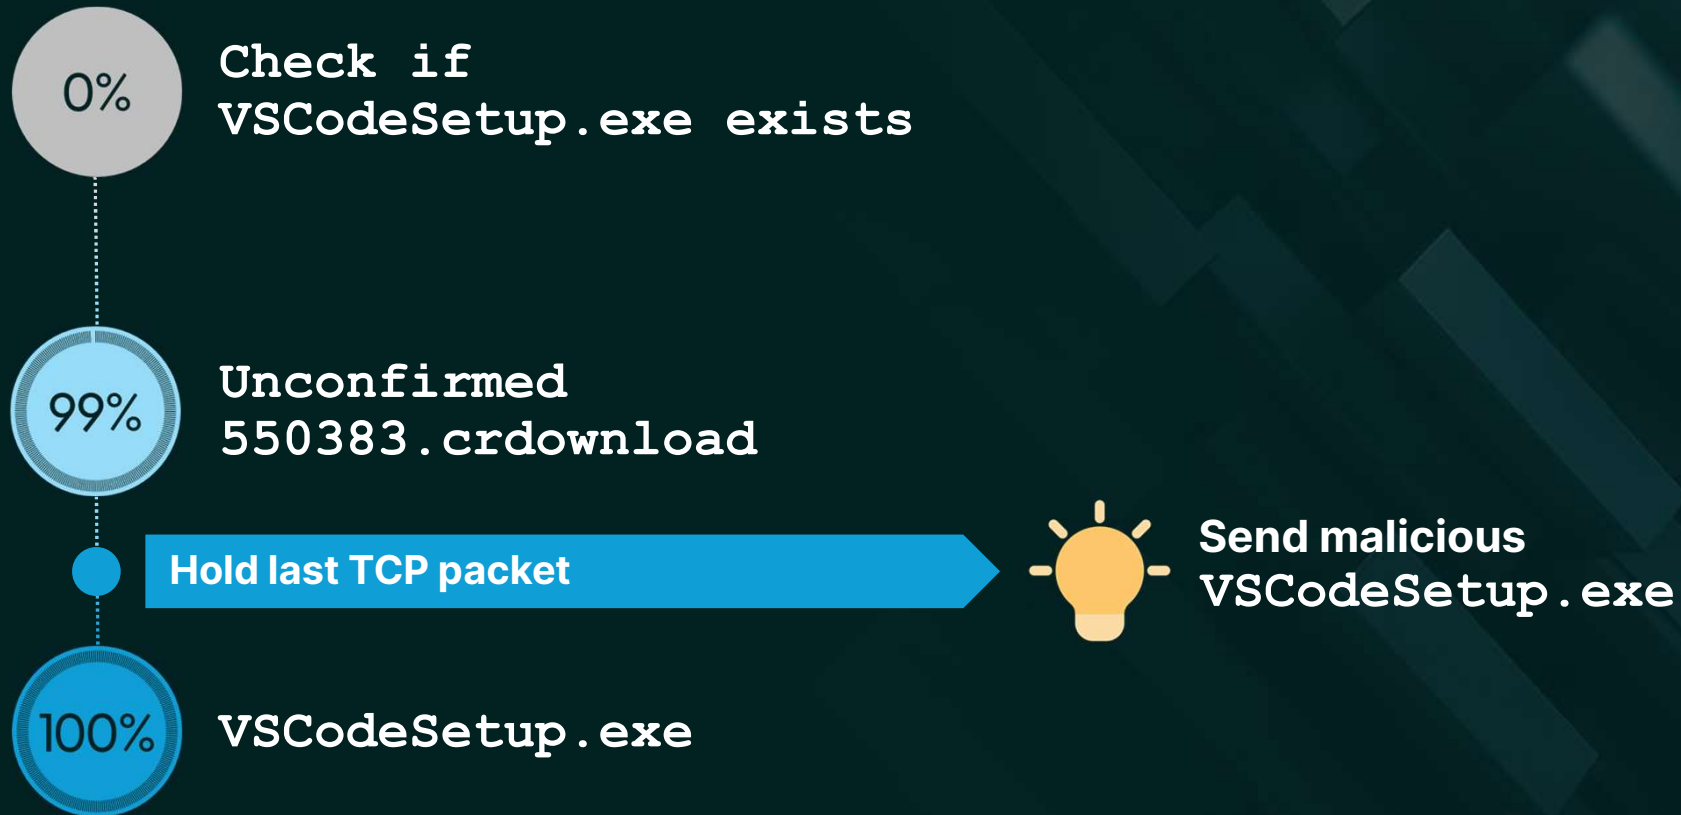 0%
Check if
VSCodeSetup.exe exists
99%
Unconfirmed
550383.crdownload
Hold last TCP packet
Send malicious
VSCodeSetup.exe
100%
VSCodeSetup.exe